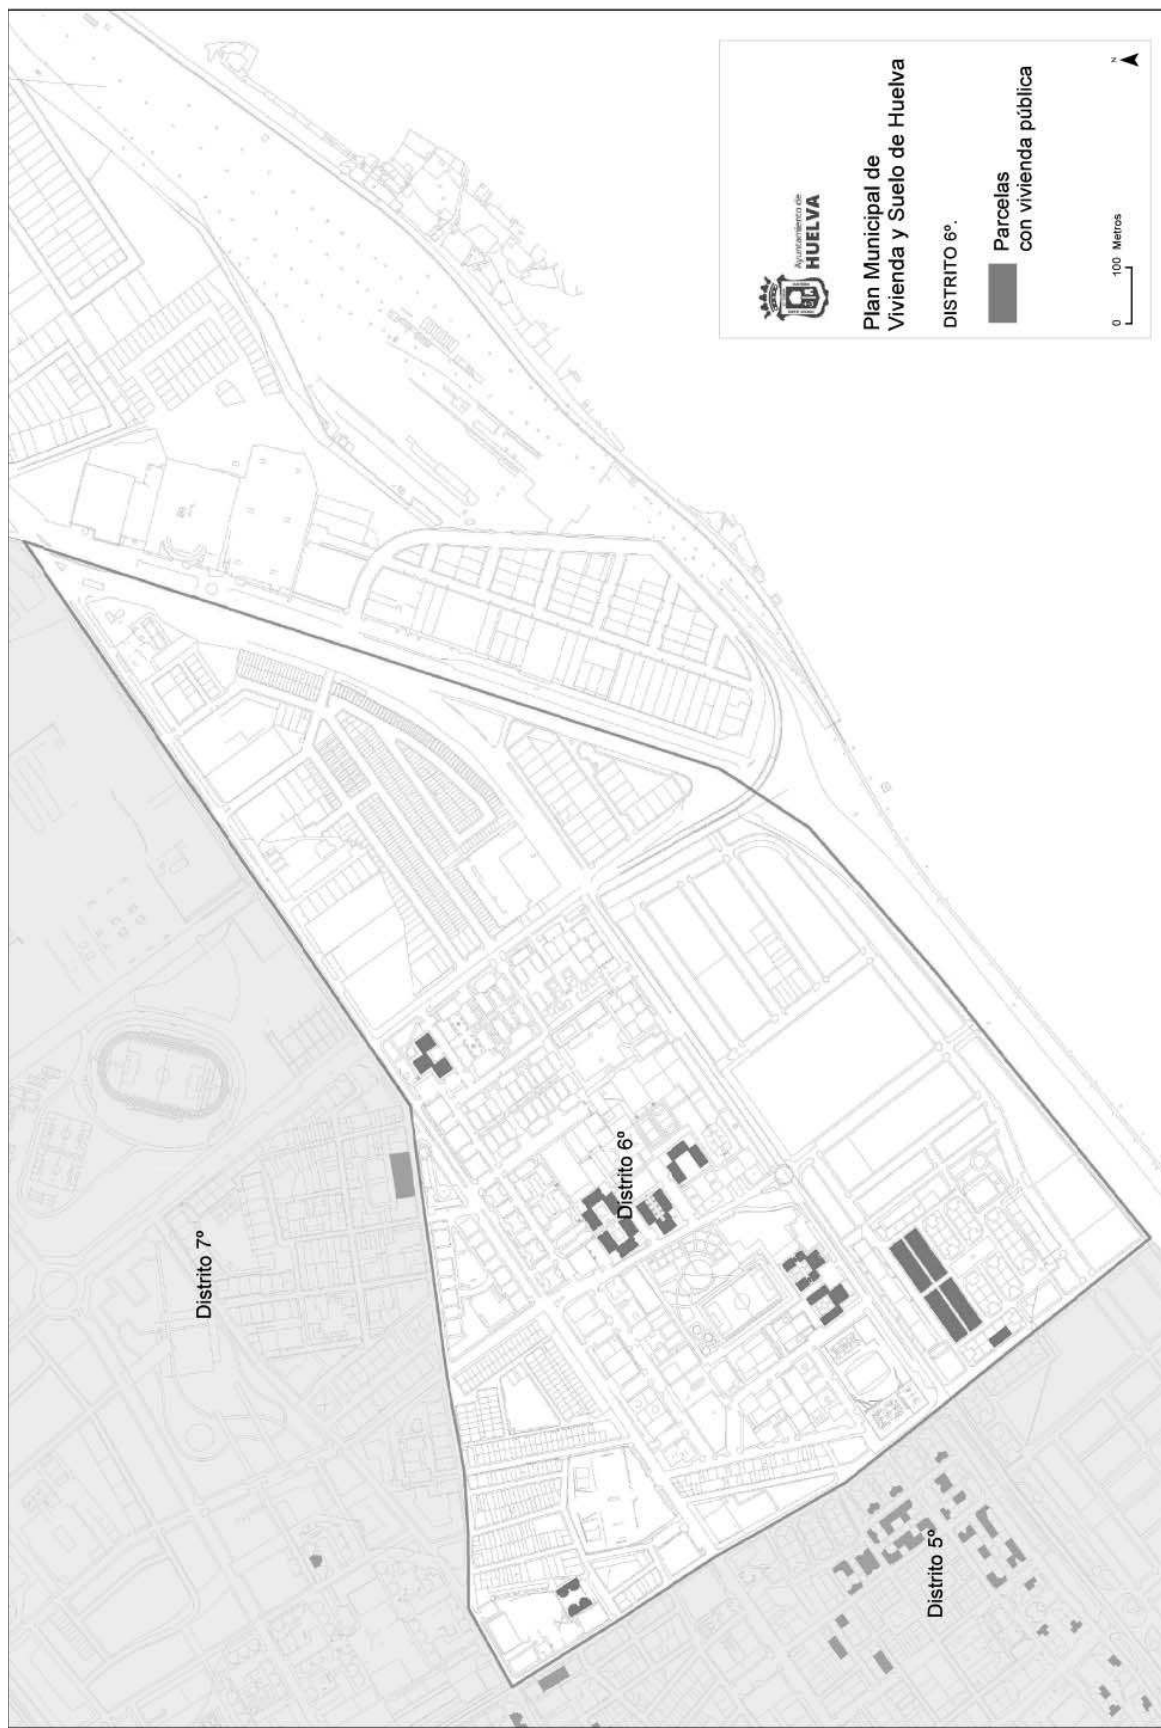 Ayuntamiento de
HUELVA
Plan Municipal de
Vivienda y Suelo de Huelva
DISTRITO 6º.
Parcelas
con vivienda pública
0 100 Metros
N
Distrito 7º
Distrito 6º
Distrito 5º